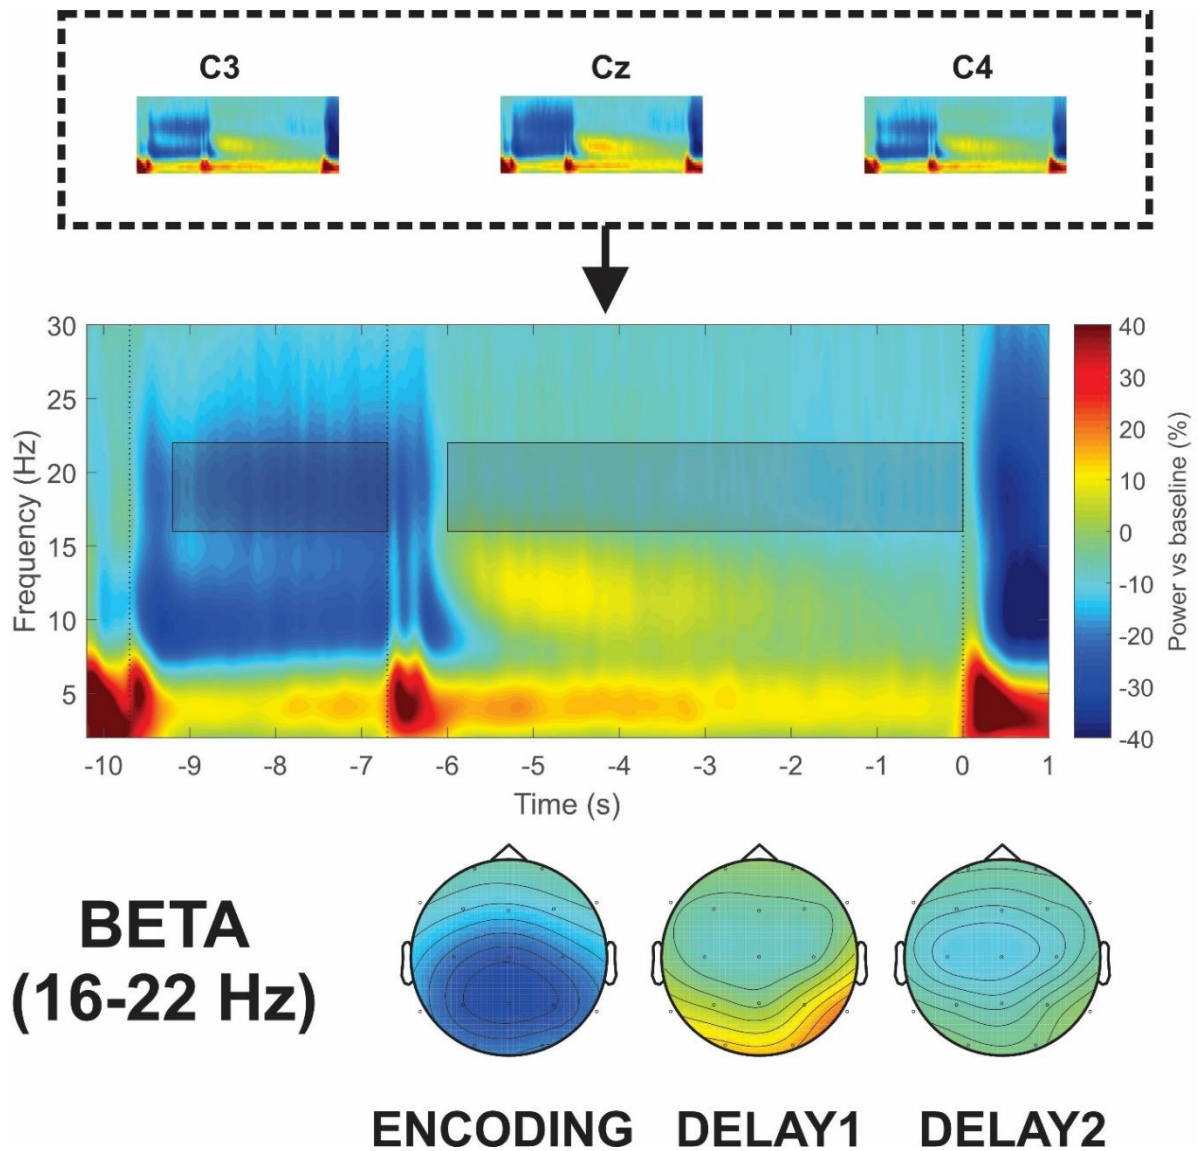 C3 Cz C4
30
25
20
15
10
5
Frequency (Hz)
-10 -9 -8 -7 -6 -5 -4 -3 -2 -1 0 1
Time (s)
40
30
20
10
0
-10
-20
-30
-40
Power vs baseline (%)
BETA
(16-22 Hz)
ENCODING DELAY1 DELAY2